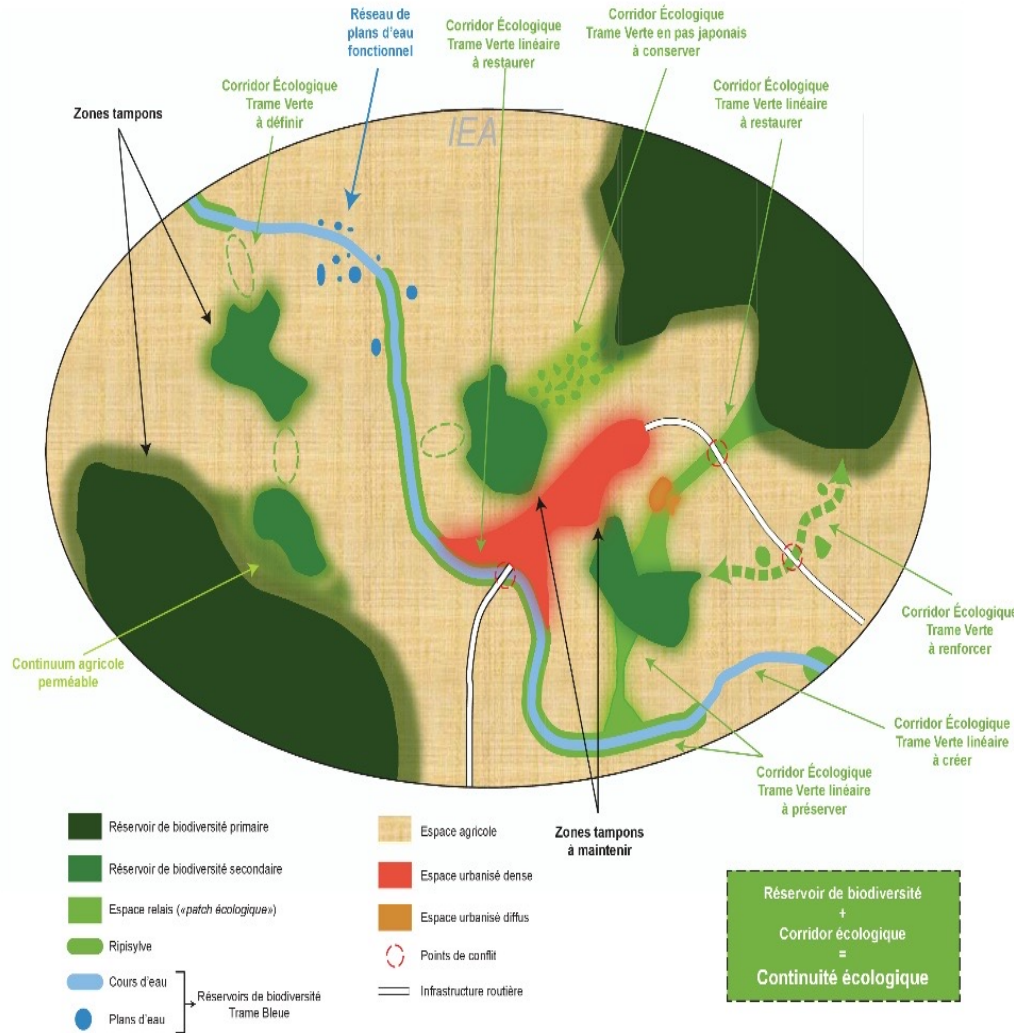 Réseau de
plans d'eau
fonctionnel
Corridor Écologique
Trame Verte linéaire
à restaurer
Corridor Écologique
Trame Verte en pas japonais
à conserver
Corridor Écologique
Trame Verte linéaire
à restaurer
Corridor Écologique
Trame Verte
à définir
Zones tampons
IEA
Continuum agricole
perméable
Corridor Écologique
Trame Verte
à renforcer
Corridor Écologique
Trame Verte linéaire
à créer
Corridor Écologique
Trame Verte linéaire
à préserver
Zones tampons
à maintenir
Réservoir de biodiversité primaire
Réservoir de biodiversité secondaire
Espace relais («patch écologique»)
Ripisylve
Cours d'eau
Plans d'eau
Réservoirs de biodiversité
Trame Bleue
Espace agricole
Espace urbanisé dense
Espace urbanisé diffus
Points de conflit
Infrastructure routière
Réservoir de biodiversité
+
Corridor écologique
=
Continuité écologique